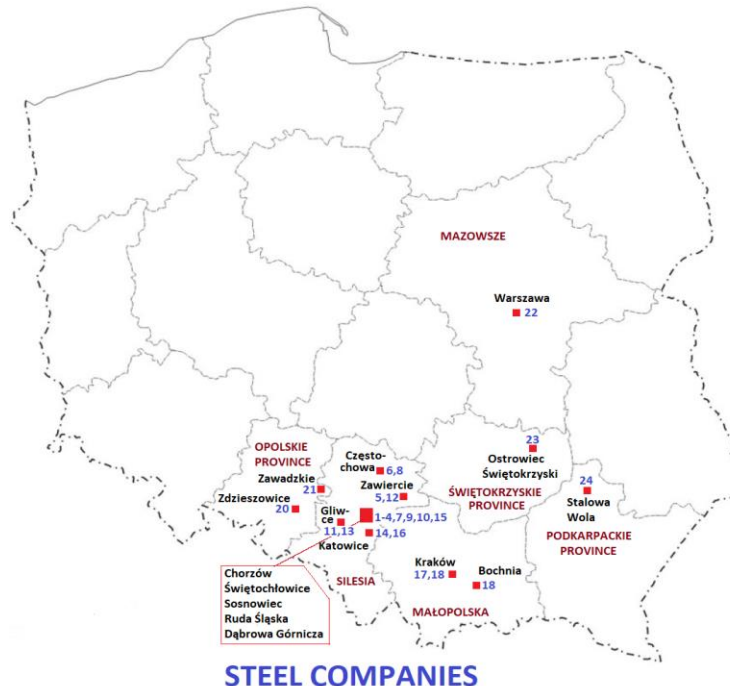 MAZOWSZE
Warszawa
22
23
Ostrowiec
Świętokrzyski
ŚWIĘTOKRZYSKIE
PROVINCE
24
Stalowa
Wola
PODKARPACKIE
PROVINCE
OPOLSKIE
PROVINCE
Zawadzkie
21
Zdzieszowice
20
Często-
chowa
6,8
Zawiercie
5,12
Gliw-
ce
11,13
1-4,7,9,10,15
14,16
Katowice
SILESIA
Kraków
17,18
Bochnia
18
MAŁOPOLSKA
Chorzów
Świętochłowice
Sosnowiec
Ruda Śląska
Dąbrowa Górnicza
STEEL COMPANIES